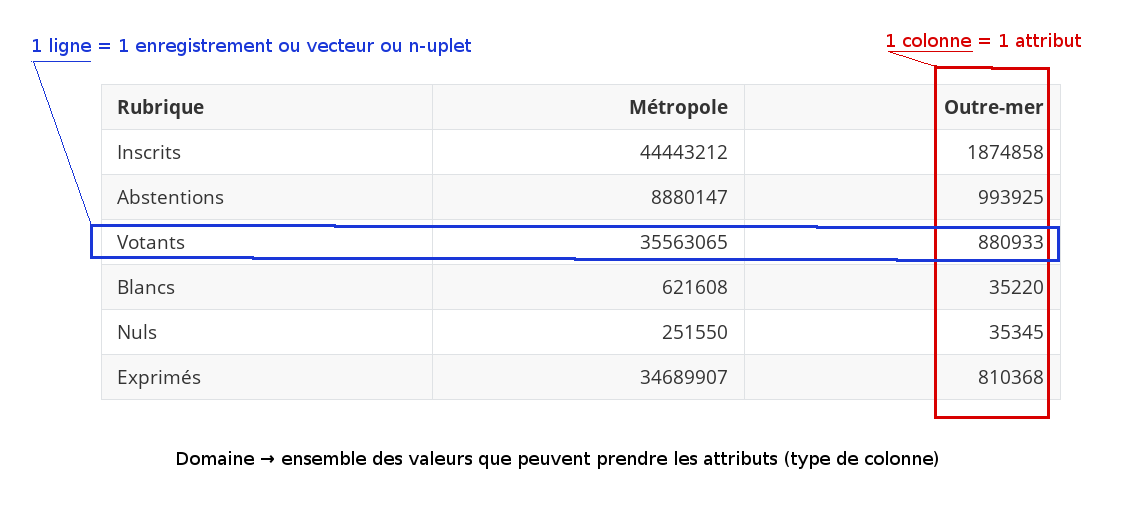 1 ligne = 1 enregistrement ou vecteur ou n-uplet
1 colonne = 1 attribut
Rubrique Métropole Outre-mer
Inscrits 44443212 1874858
Abstentions 8880147 993925
Votants 35563065 880933
Blancs 621608 35220
Nuls 251550 35345
Exprimés 34689907 810368
Domaine → ensemble des valeurs que peuvent prendre les attributs (type de colonne)